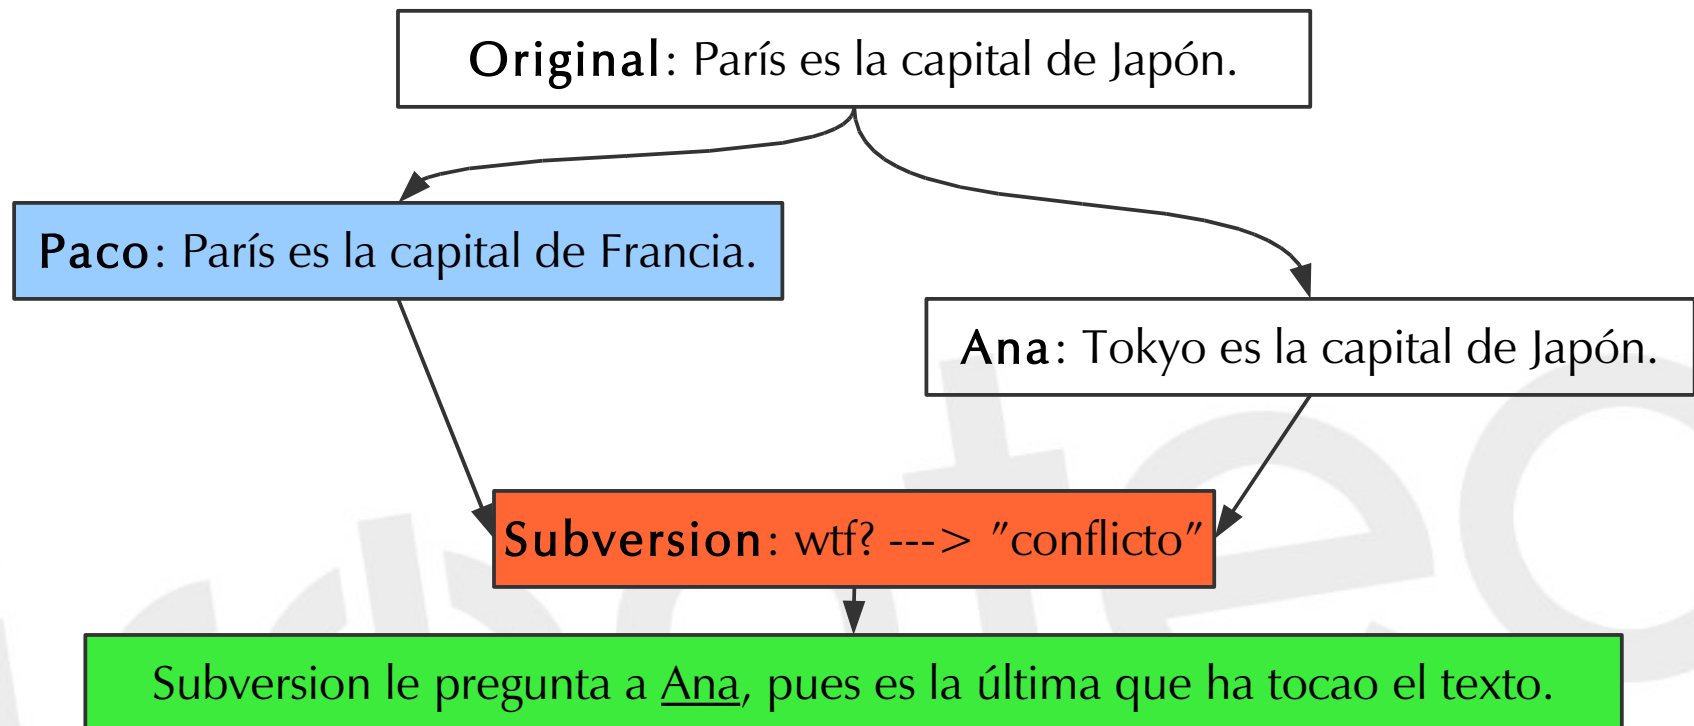 Original: París es la capital de Japón.
Paco: París es la capital de Francia.
Ana: Tokyo es la capital de Japón.
Subversion: wtf? ---> "conflicto"
Subversion le pregunta a Ana, pues es la última que ha tocao el texto.